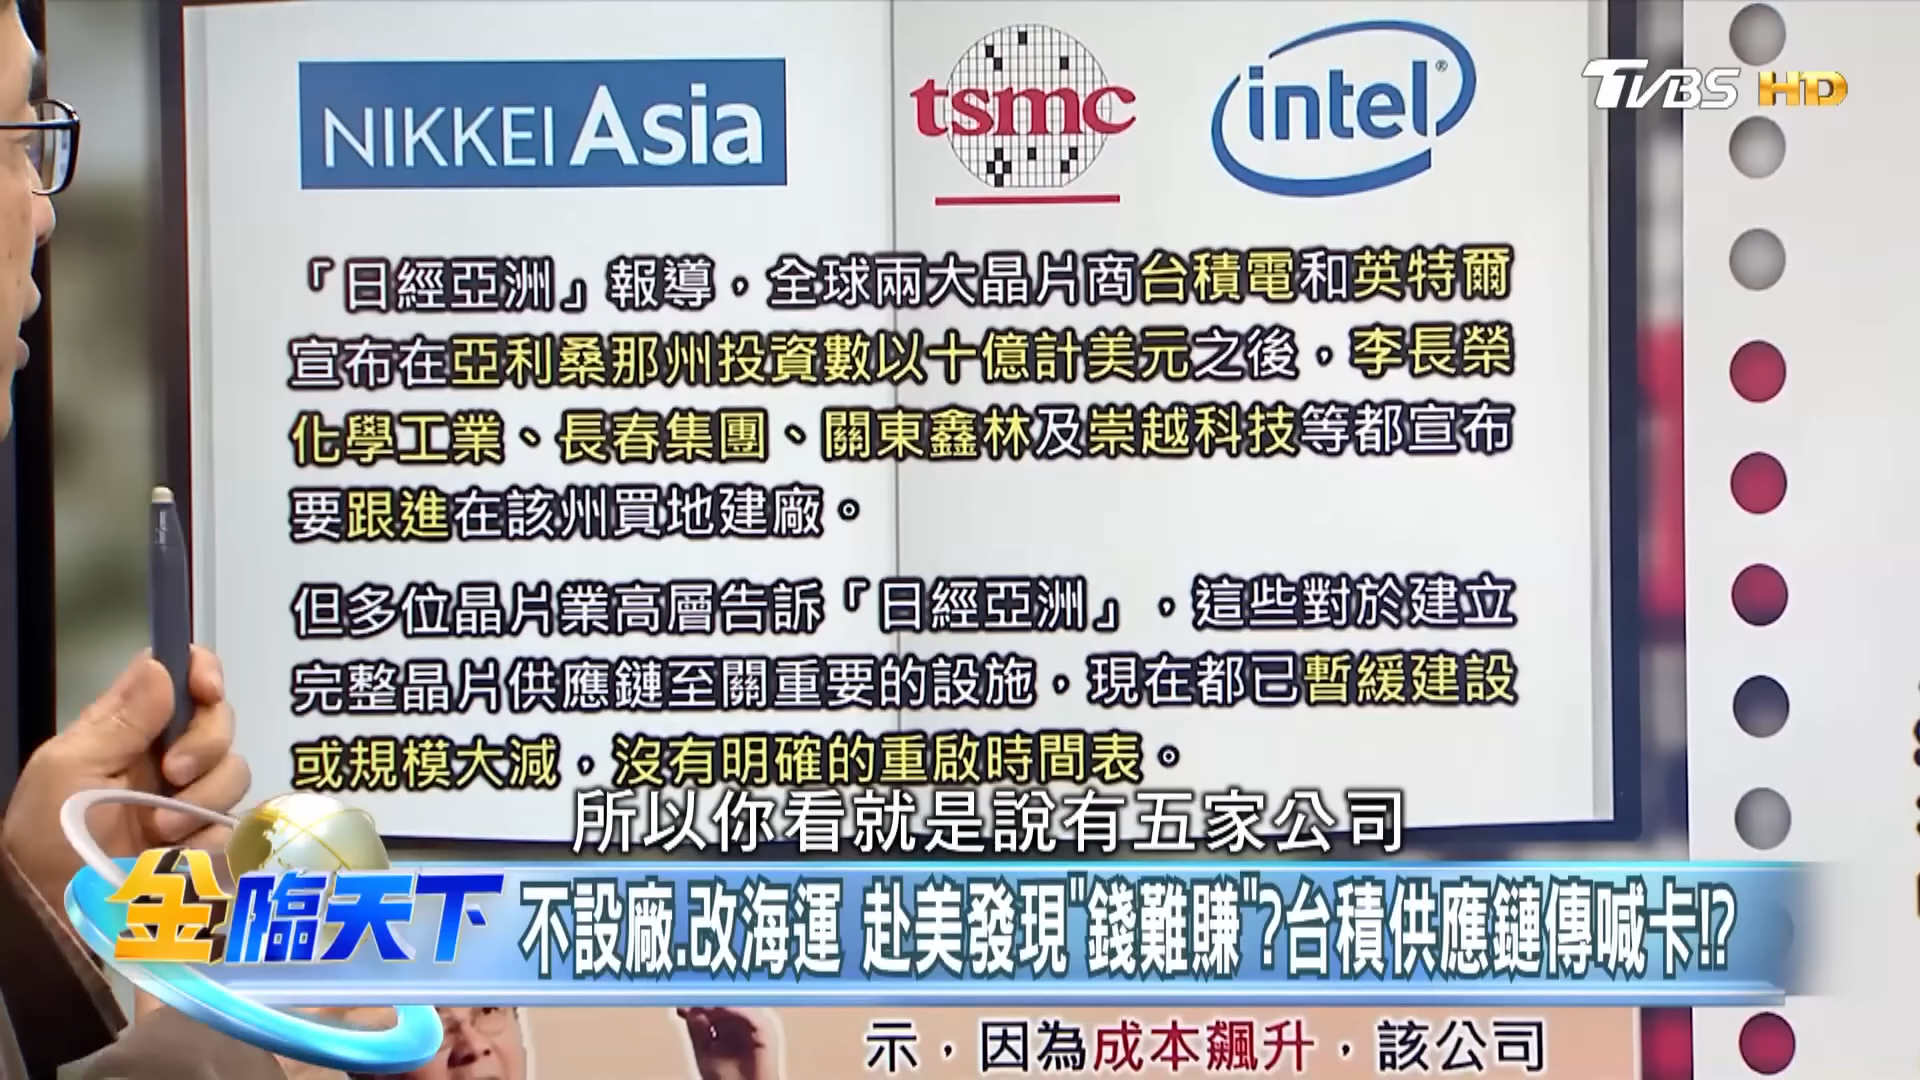 NIKKEI Asia
tsmc
intel®
TVBS HD
「日經亞洲」報導，全球兩大晶片商台積電和英特爾
宣布在亞利桑那州投資數以十億計美元之後，李長榮
化學工業、長春集團、關東鑫林及崇越科技等都宣布
要跟進在該州買地建廠。
但多位晶片業高層告訴「日經亞洲」，這些對於建立
完整晶片供應鏈至關重要的設施，現在都已暫緩建設
或規模大減，沒有明確的重啟時間表。
所以你看就是說有五家公司
金臨天下
不設廠.改海運 赴美發現"錢難賺"?台積供應鏈傳喊卡!?
示，因為成本飆升，該公司